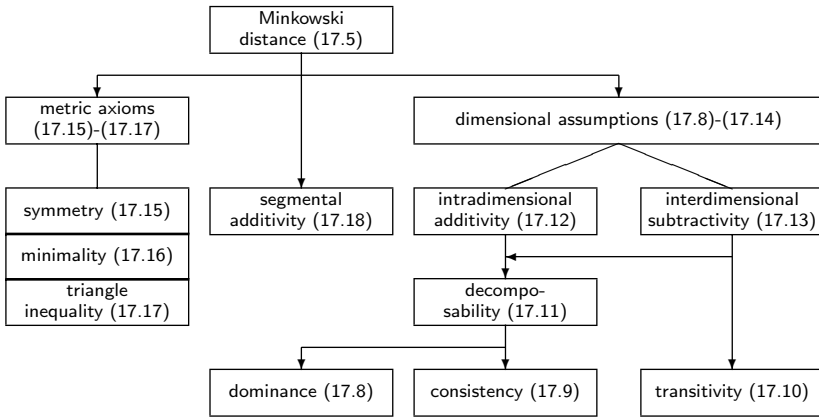 Minkowski
distance (17.5)
metric axioms
(17.15)-(17.17)
dimensional assumptions (17.8)-(17.14)
symmetry (17.15)
segmental
additivity (17.18)
intradimensional
additivity (17.12)
interdimensional
subtractivity (17.13)
minimality (17.16)
triangle
inequality (17.17)
decompo-
sability (17.11)
dominance (17.8)
consistency (17.9)
transitivity (17.10)